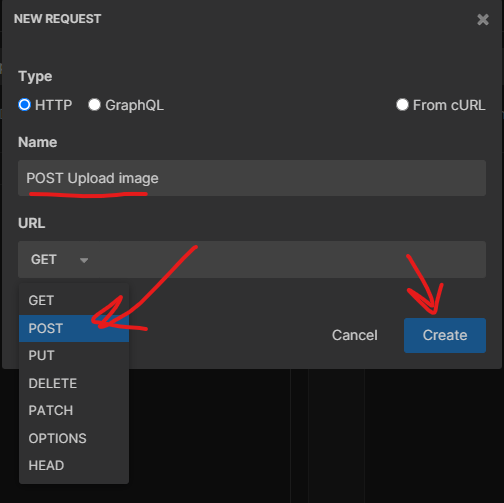 NEW REQUEST
Type
HTTP GraphQL From cURL
Name
POST Upload image
URL
GET
GET
POST
PUT
DELETE
PATCH
OPTIONS
HEAD
Cancel Create